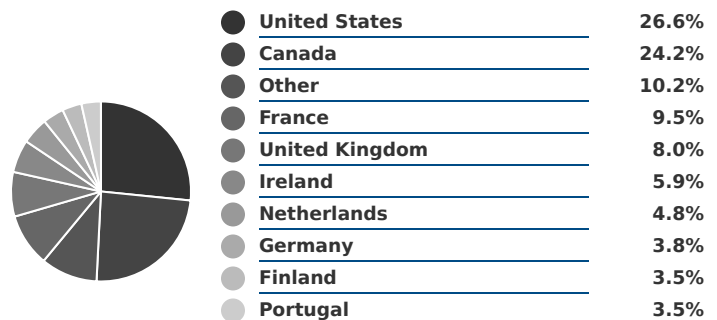 United States 26.6%
Canada 24.2%
Other 10.2%
France 9.5%
United Kingdom 8.0%
Ireland 5.9%
Netherlands 4.8%
Germany 3.8%
Finland 3.5%
Portugal 3.5%